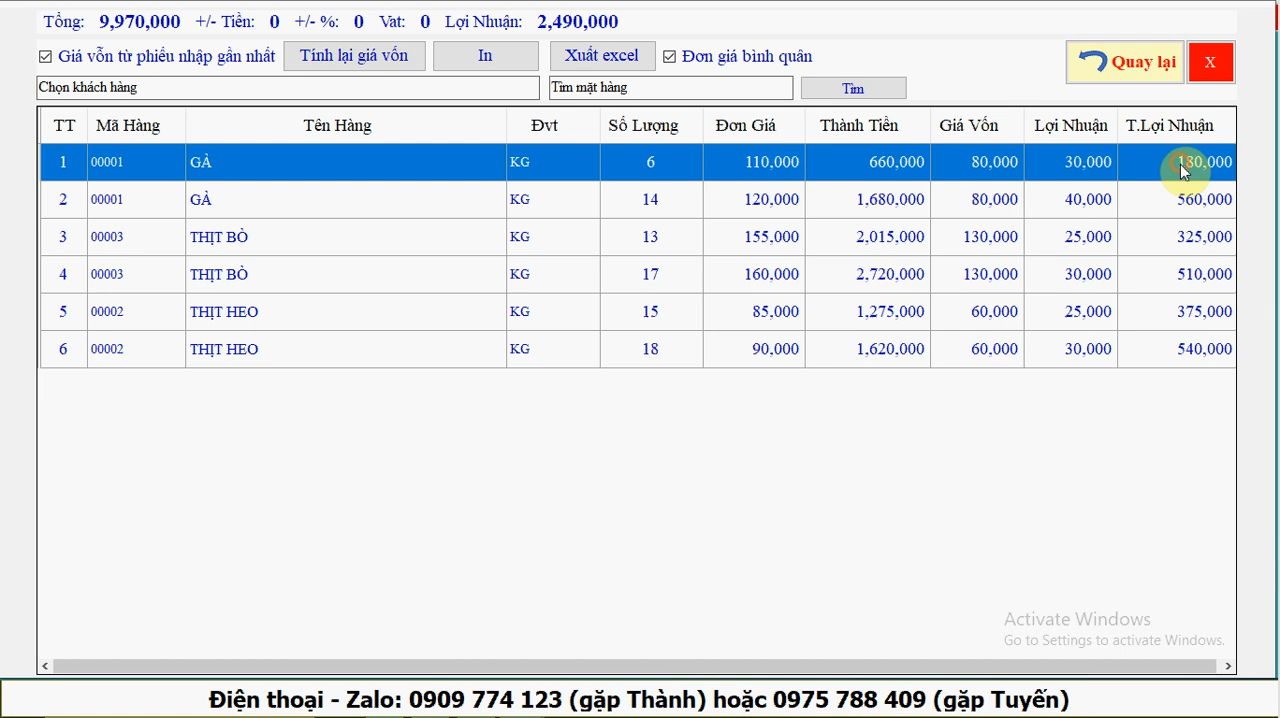 Tổng: 9,970,000 +/- Tiền: 0 +/- %: 0 Vat: 0 Lợi Nhuận: 2,490,000
Giá vỗn từ phiếu nhập gần nhất Tính lại giá vốn In Xuất excel Đơn giá bình quân Quay lại X
Chọn khách hàng Tìm mặt hàng Tìm
TT Mã Hàng Tên Hàng Đvt Số Lượng Đơn Giá Thành Tiền Giá Vốn Lợi Nhuận T.Lợi Nhuận
1 00001 GÀ KG 6 110,000 660,000 80,000 30,000 180,000
2 00001 GÀ KG 14 120,000 1,680,000 80,000 40,000 560,000
3 00003 THỊT BÒ KG 13 155,000 2,015,000 130,000 25,000 325,000
4 00003 THỊT BÒ KG 17 160,000 2,720,000 130,000 30,000 510,000
5 00002 THỊT HEO KG 15 85,000 1,275,000 60,000 25,000 375,000
6 00002 THỊT HEO KG 18 90,000 1,620,000 60,000 30,000 540,000
Activate Windows
Go to Settings to activate Windows.
Điện thoại - Zalo: 0909 774 123 (gặp Thành) hoặc 0975 788 409 (gặp Tuyến)